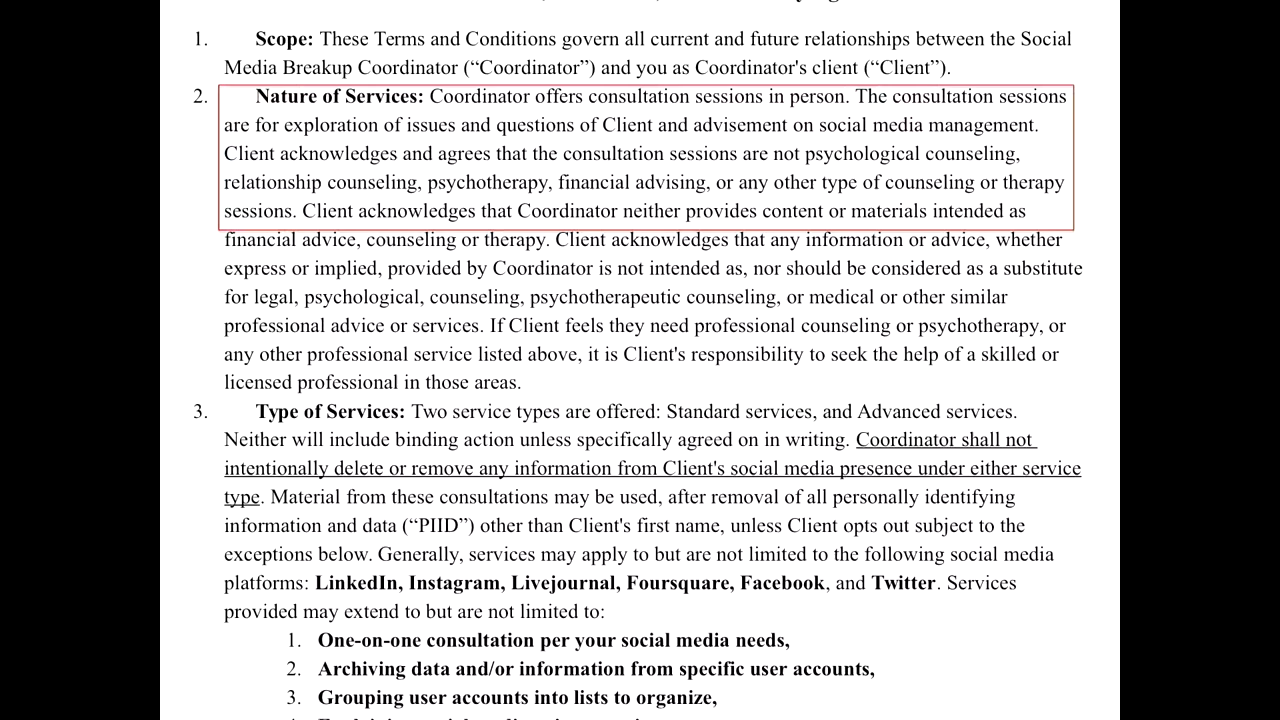 1. Scope: These Terms and Conditions govern all current and future relationships between the Social
Media Breakup Coordinator (“Coordinator”) and you as Coordinator's client (“Client”).
2. Nature of Services: Coordinator offers consultation sessions in person. The consultation sessions
are for exploration of issues and questions of Client and advisement on social media management.
Client acknowledges and agrees that the consultation sessions are not psychological counseling,
relationship counseling, psychotherapy, financial advising, or any other type of counseling or therapy
sessions. Client acknowledges that Coordinator neither provides content or materials intended as
financial advice, counseling or therapy. Client acknowledges that any information or advice, whether
express or implied, provided by Coordinator is not intended as, nor should be considered as a substitute
for legal, psychological, counseling, psychotherapeutic counseling, or medical or other similar
professional advice or services. If Client feels they need professional counseling or psychotherapy, or
any other professional service listed above, it is Client's responsibility to seek the help of a skilled or
licensed professional in those areas.
3. Type of Services: Two service types are offered: Standard services, and Advanced services.
Neither will include binding action unless specifically agreed on in writing. Coordinator shall not
intentionally delete or remove any information from Client's social media presence under either service
type. Material from these consultations may be used, after removal of all personally identifying
information and data (“PIID”) other than Client's first name, unless Client opts out subject to the
exceptions below. Generally, services may apply to but are not limited to the following social media
platforms: LinkedIn, Instagram, Livejournal, Foursquare, Facebook, and Twitter. Services
provided may extend to but are not limited to:
1. One-on-one consultation per your social media needs,
2. Archiving data and/or information from specific user accounts,
3. Grouping user accounts into lists to organize,